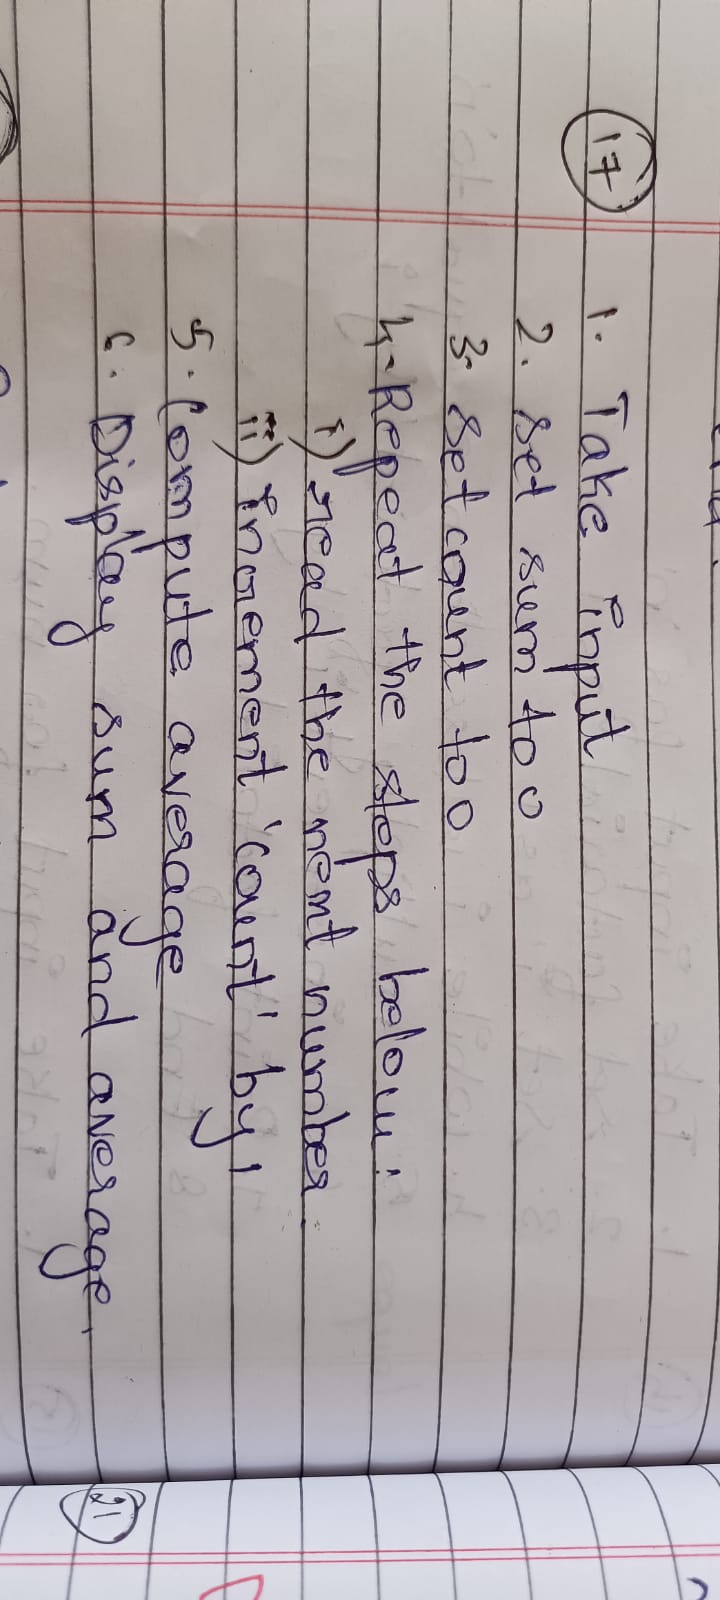 17
1. Take input
2. Set sum to 0
3. Set count to 0
4. Repeat the steps below:
i) read the next number
ii) increment 'count' by 1
5. Compute average
6. Display sum and average.
21